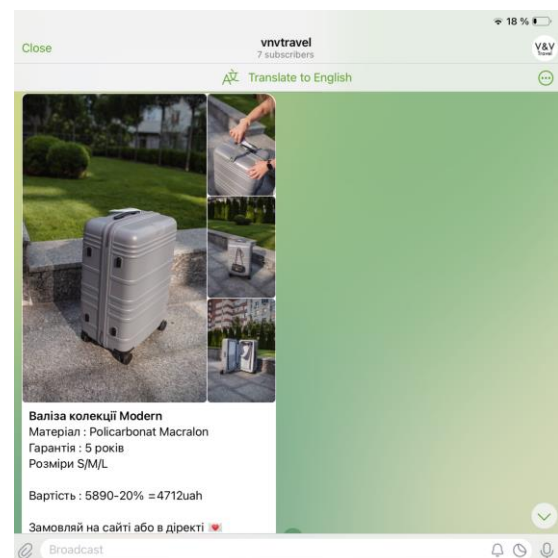 18 %
Close
vnvtravel
7 subscribers
V&V
Travel
Translate to English
Валіза колекції Modern
Матеріал : Policarbonat Macralon
Гарантія : 5 років
Розміри S/M/L
Вартість : 5890-20% =4712uah
Замовляй на сайті або в діректі 💌
Broadcast